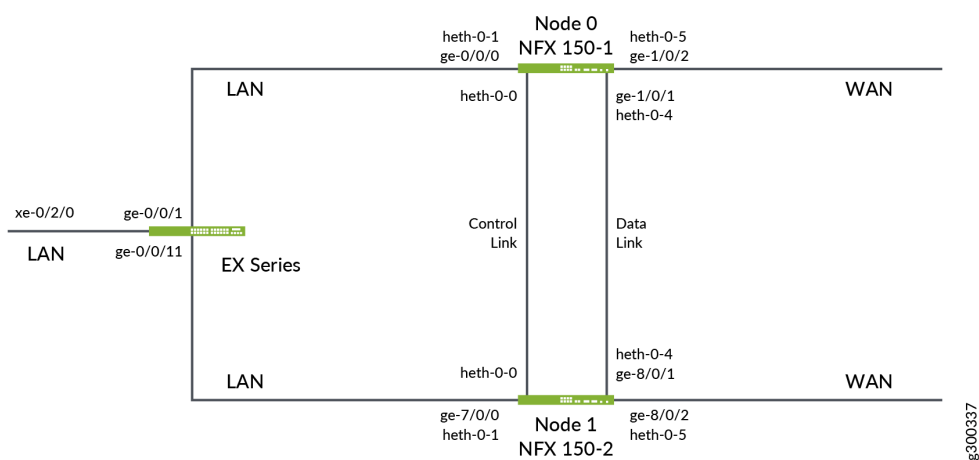 Node 0
NFX 150-1
heth-0-1
ge-0/0/0
heth-0-5
ge-1/0/2
LAN
WAN
heth-0-0
ge-1/0/1
heth-0-4
xe-0/2/0
ge-0/0/1
LAN
ge-0/0/11
EX Series
Control
Link
Data
Link
heth-0-4
ge-8/0/1
heth-0-0
LAN
WAN
ge-7/0/0
heth-0-1
Node 1
NFX 150-2
ge-8/0/2
heth-0-5
g300337